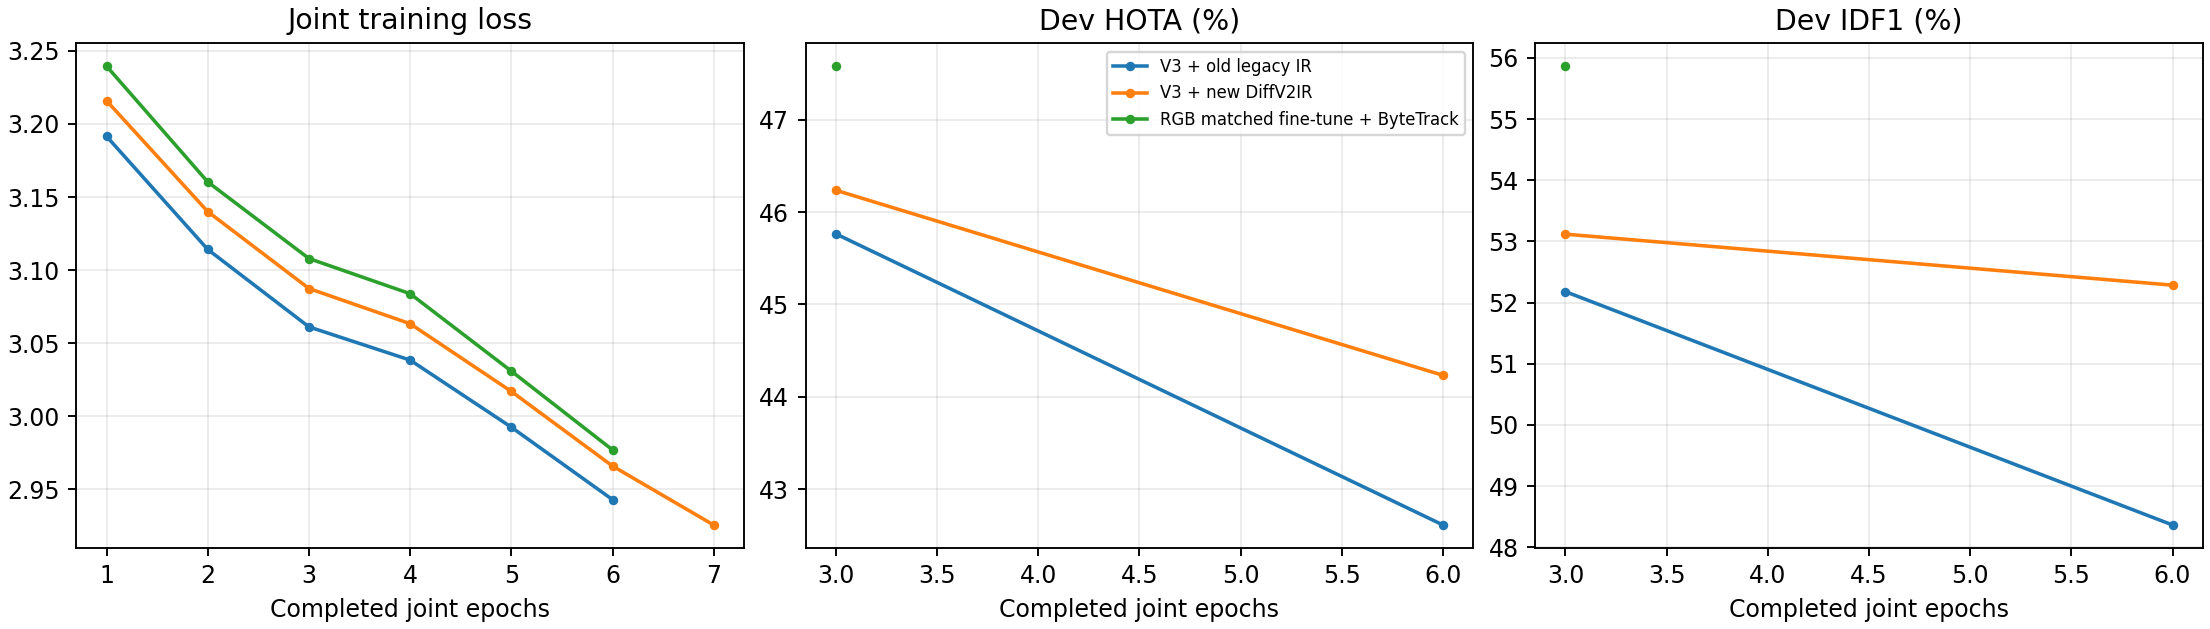 Joint training loss
3.25
3.20
3.15
3.10
3.05
3.00
2.95
1 2 3 4 5 6 7
Completed joint epochs
Dev HOTA (%)
V3 + old legacy IR
V3 + new DiffV2IR
RGB matched fine-tune + ByteTrack
47
46
45
44
43
3.0 3.5 4.0 4.5 5.0 5.5 6.0
Completed joint epochs
Dev IDF1 (%)
56
55
54
53
52
51
50
49
48
3.0 3.5 4.0 4.5 5.0 5.5 6.0
Completed joint epochs